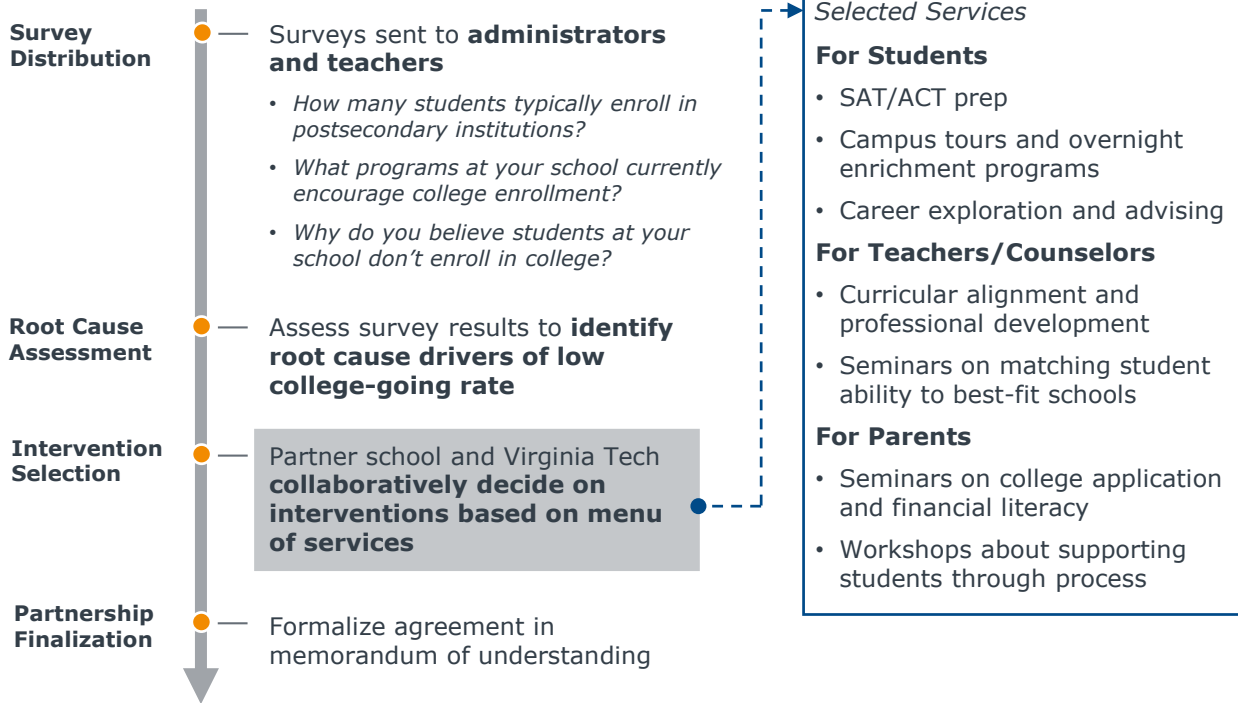 Survey
Distribution
Surveys sent to administrators
and teachers
• How many students typically enroll in
postsecondary institutions?
• What programs at your school currently
encourage college enrollment?
• Why do you believe students at your
school don't enroll in college?
Root Cause
Assessment
Assess survey results to identify
root cause drivers of low
college-going rate
Intervention
Selection
Partner school and Virginia Tech
collaboratively decide on
interventions based on menu
of services
Partnership
Finalization
Formalize agreement in
memorandum of understanding
Selected Services
For Students
• SAT/ACT prep
• Campus tours and overnight
enrichment programs
• Career exploration and advising
For Teachers/Counselors
• Curricular alignment and
professional development
• Seminars on matching student
ability to best-fit schools
For Parents
• Seminars on college application
and financial literacy
• Workshops about supporting
students through process